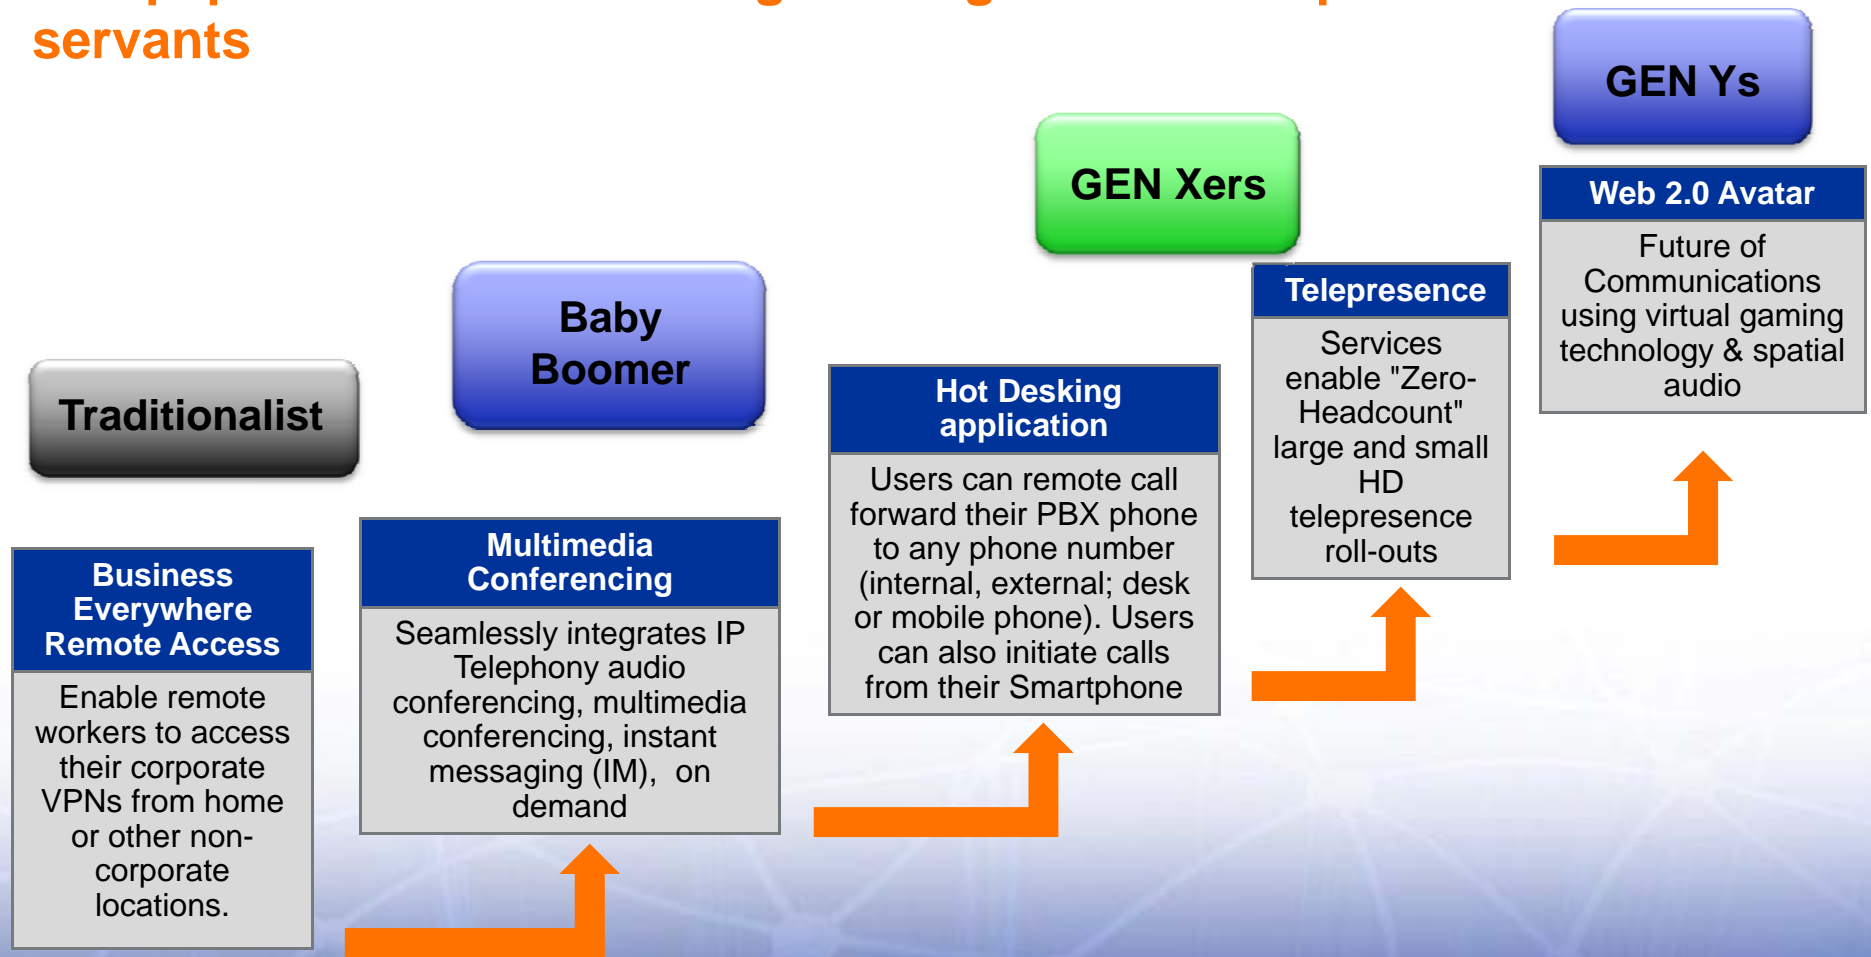 servants
GEN Ys
GEN Xers
Baby
Boomer
Traditionalist
Business
Everywhere
Remote Access
Enable remote
workers to access
their corporate
VPNs from home
or other non-
corporate
locations.
Multimedia
Conferencing
Seamlessly integrates IP
Telephony audio
conferencing, multimedia
conferencing, instant
messaging (IM),  on
demand
Hot Desking
application
Users can remote call
forward their PBX phone
to any phone number
(internal, external; desk
or mobile phone). Users
can also initiate calls
from their Smartphone
Telepresence
Services
enable "Zero-
Headcount"
large and small
HD
telepresence
roll-outs
Web 2.0 Avatar
Future of
Communications
using virtual gaming
technology & spatial
audio